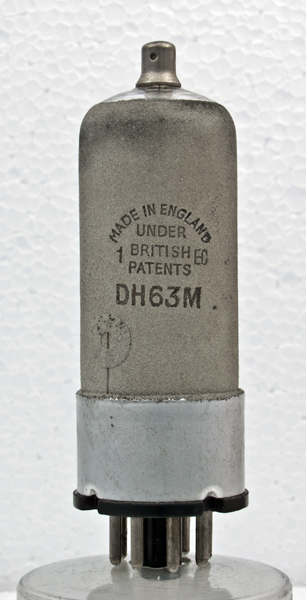 MADE IN ENGLAND
UNDER
1 BRITISH EC
PATENTS
DH63M